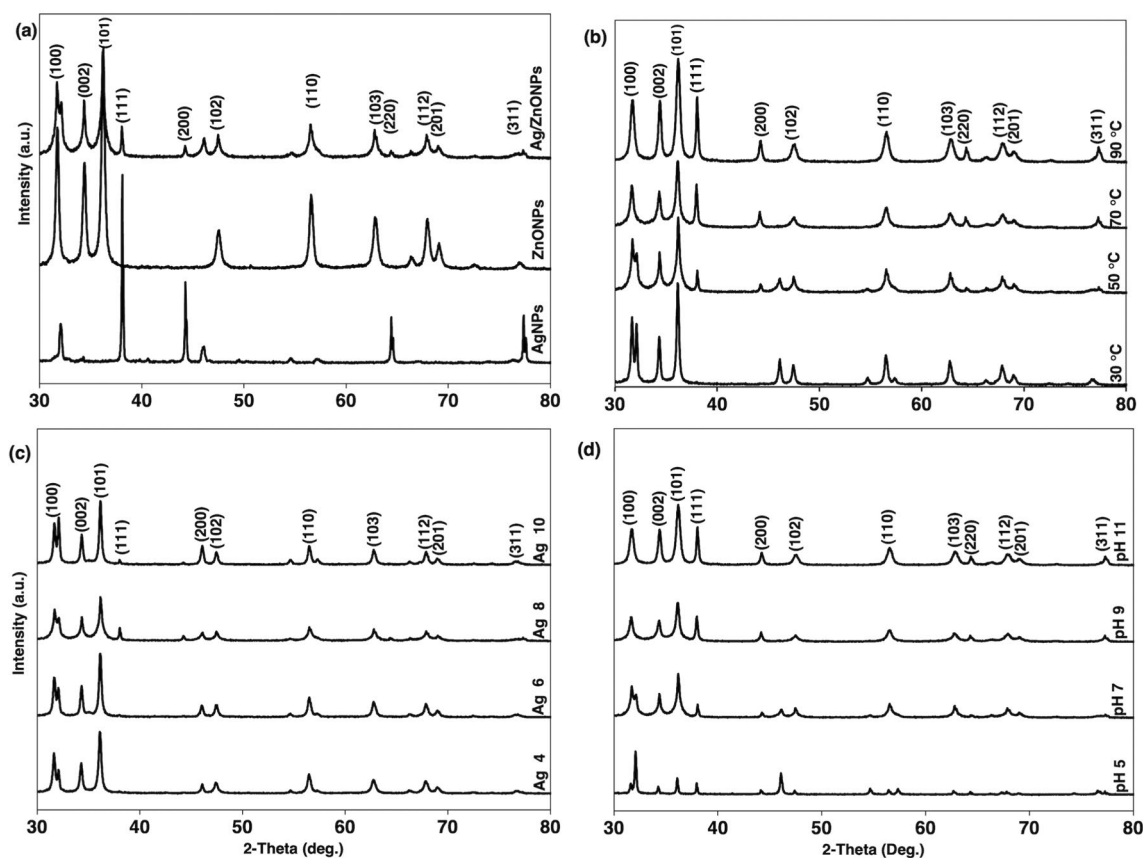 (a)
Intensity (a.u.)
(100)
(002)
(101)
(111)
(200)
(102)
(110)
(103)
(220)
(112)
(201)
(311)
Ag/ZnONPs
ZnONPs
AgNPs
30 40 50 60 70 80
(b)
(100)
(002)
(101)
(111)
(200)
(102)
(110)
(103)
(220)
(112)
(201)
(311)
90 °C
70 °C
50 °C
30 °C
30 40 50 60 70 80
(c)
Intensity (a.u.)
(100)
(002)
(101)
(111)
(200)
(102)
(110)
(103)
(112)
(201)
(311)
Ag 10
Ag 8
Ag 6
Ag 4
30 40 50 60 70 80
2-Theta (deg.)
(d)
(100)
(002)
(101)
(111)
(200)
(102)
(110)
(103)
(220)
(112)
(201)
(311)
pH 11
pH 9
pH 7
pH 5
30 40 50 60 70 80
2-Theta (Deg.)